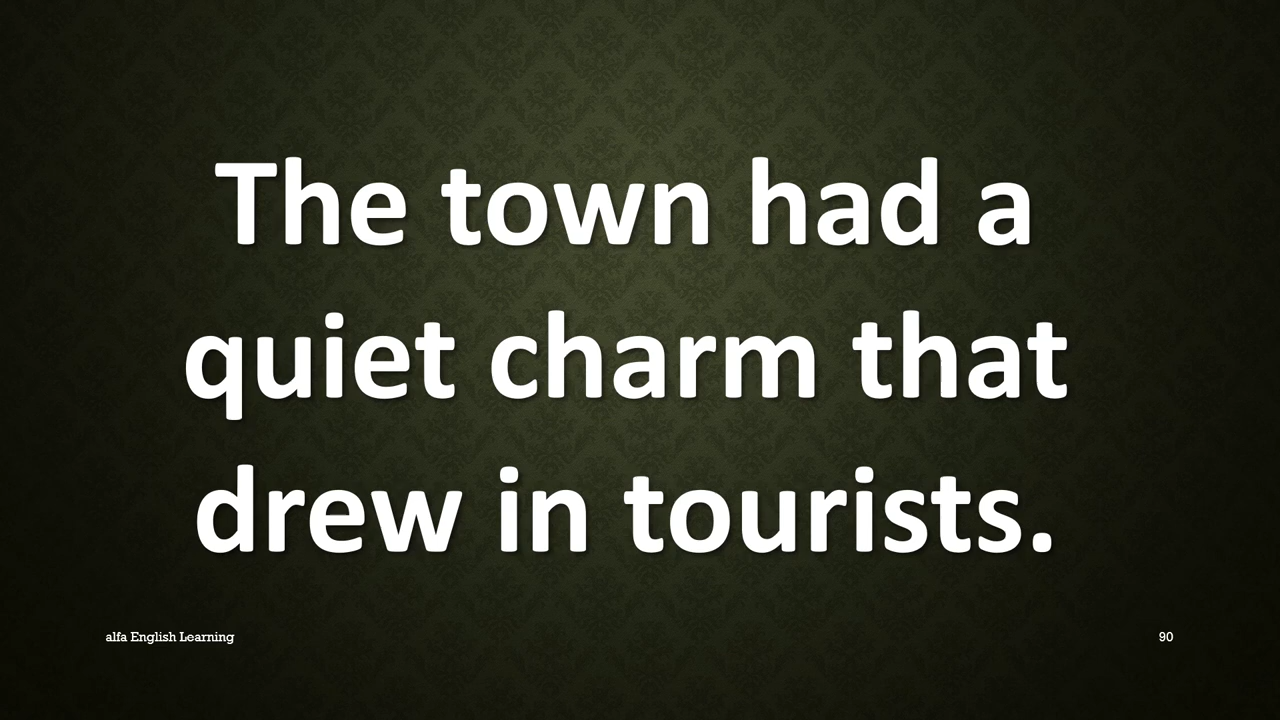 The town had a
quiet charm that
drew in tourists.
alfa English Learning
90